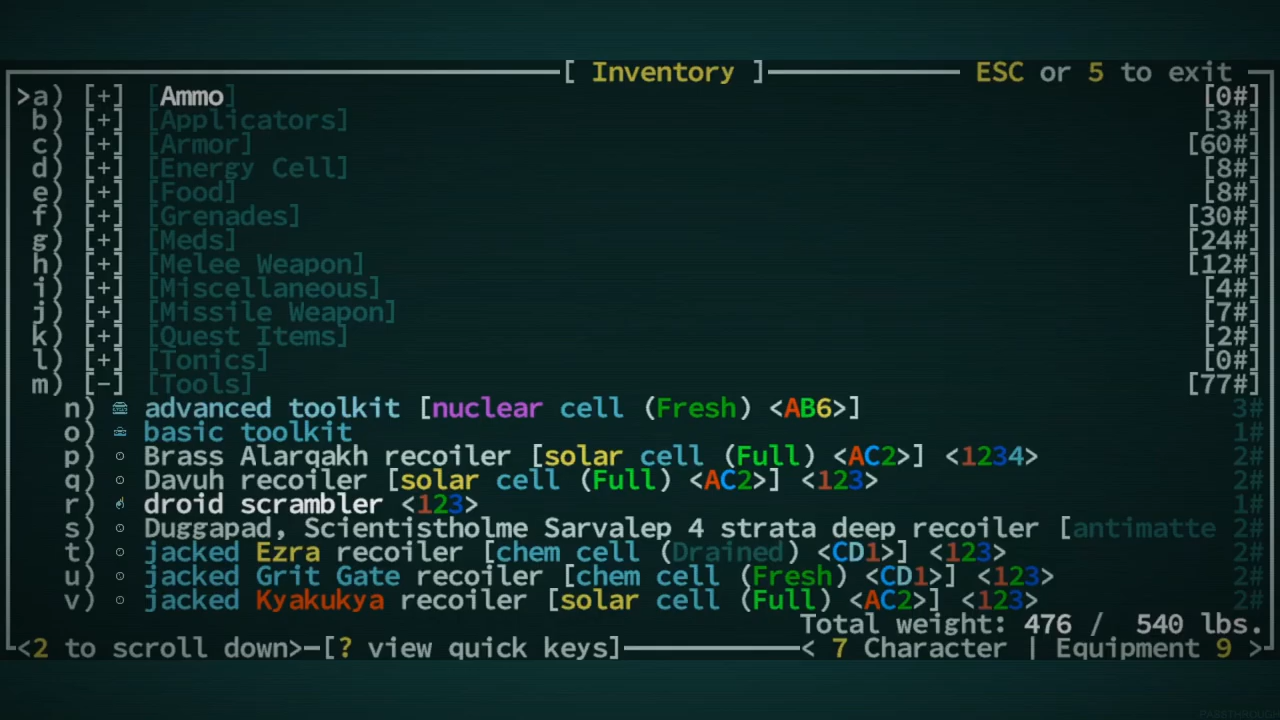 [ Inventory ] ESC or 5 to exit
>a) [+] [Ammo] [0#]
b) [+] [Applicators] [3#]
c) [+] [Armor] [60#]
d) [+] [Energy Cell] [8#]
e) [+] [Food] [8#]
f) [+] [Grenades] [30#]
g) [+] [Meds] [24#]
h) [+] [Melee Weapon] [12#]
i) [+] [Miscellaneous] [4#]
j) [+] [Missile Weapon] [7#]
k) [+] [Quest Items] [2#]
l) [+] [Tonics] [0#]
m) [-] [Tools] [77#]
n) advanced toolkit [nuclear cell (Fresh) <AB6>] 3#
o) basic toolkit 1#
p) Brass Alarqakh recoiler [solar cell (Full) <AC2>] <1234> 2#
q) Davuh recoiler [solar cell (Full) <AC2>] <123> 2#
r) droid scrambler <123> 1#
s) Duggapad, Scientistholme Sarvalep 4 strata deep recoiler [antimatte 2#
t) jacked Ezra recoiler [chem cell (Drained) <CD1>] <123> 2#
u) jacked Grit Gate recoiler [chem cell (Fresh) <CD1>] <123> 2#
v) jacked Kyakukya recoiler [solar cell (Full) <AC2>] <123> 2#
Total weight: 476 / 540 lbs.
<2 to scroll down> [? view quick keys] < 7 Character | Equipment 9 >